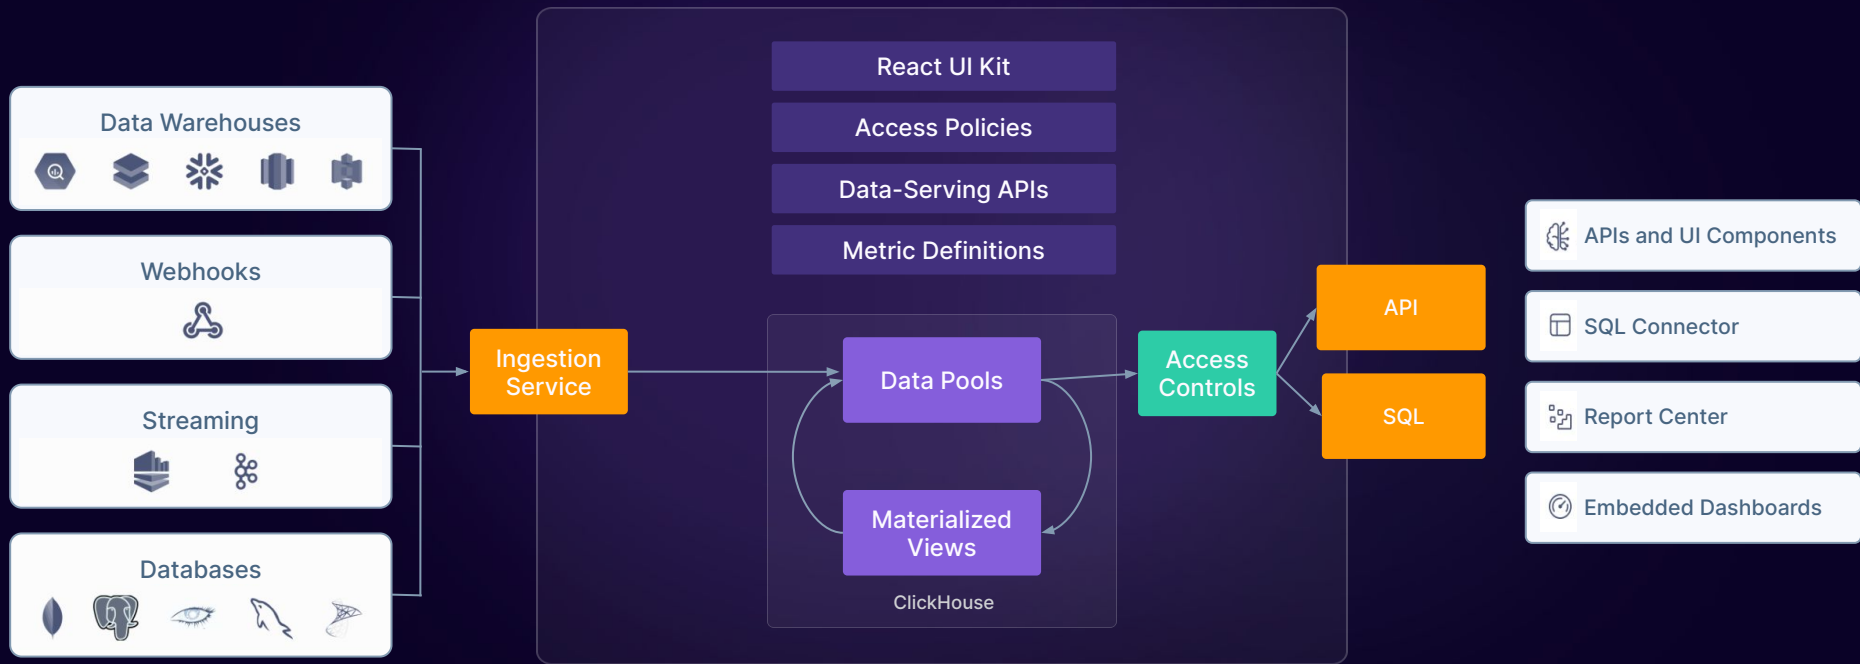 Data Warehouses
Webhooks
Streaming
Databases
Ingestion
Service
React UI Kit
Access Policies
Data-Serving APIs
Metric Definitions
Data Pools
Materialized
Views
ClickHouse
Access
Controls
API
SQL
APIs and UI Components
SQL Connector
Report Center
Embedded Dashboards